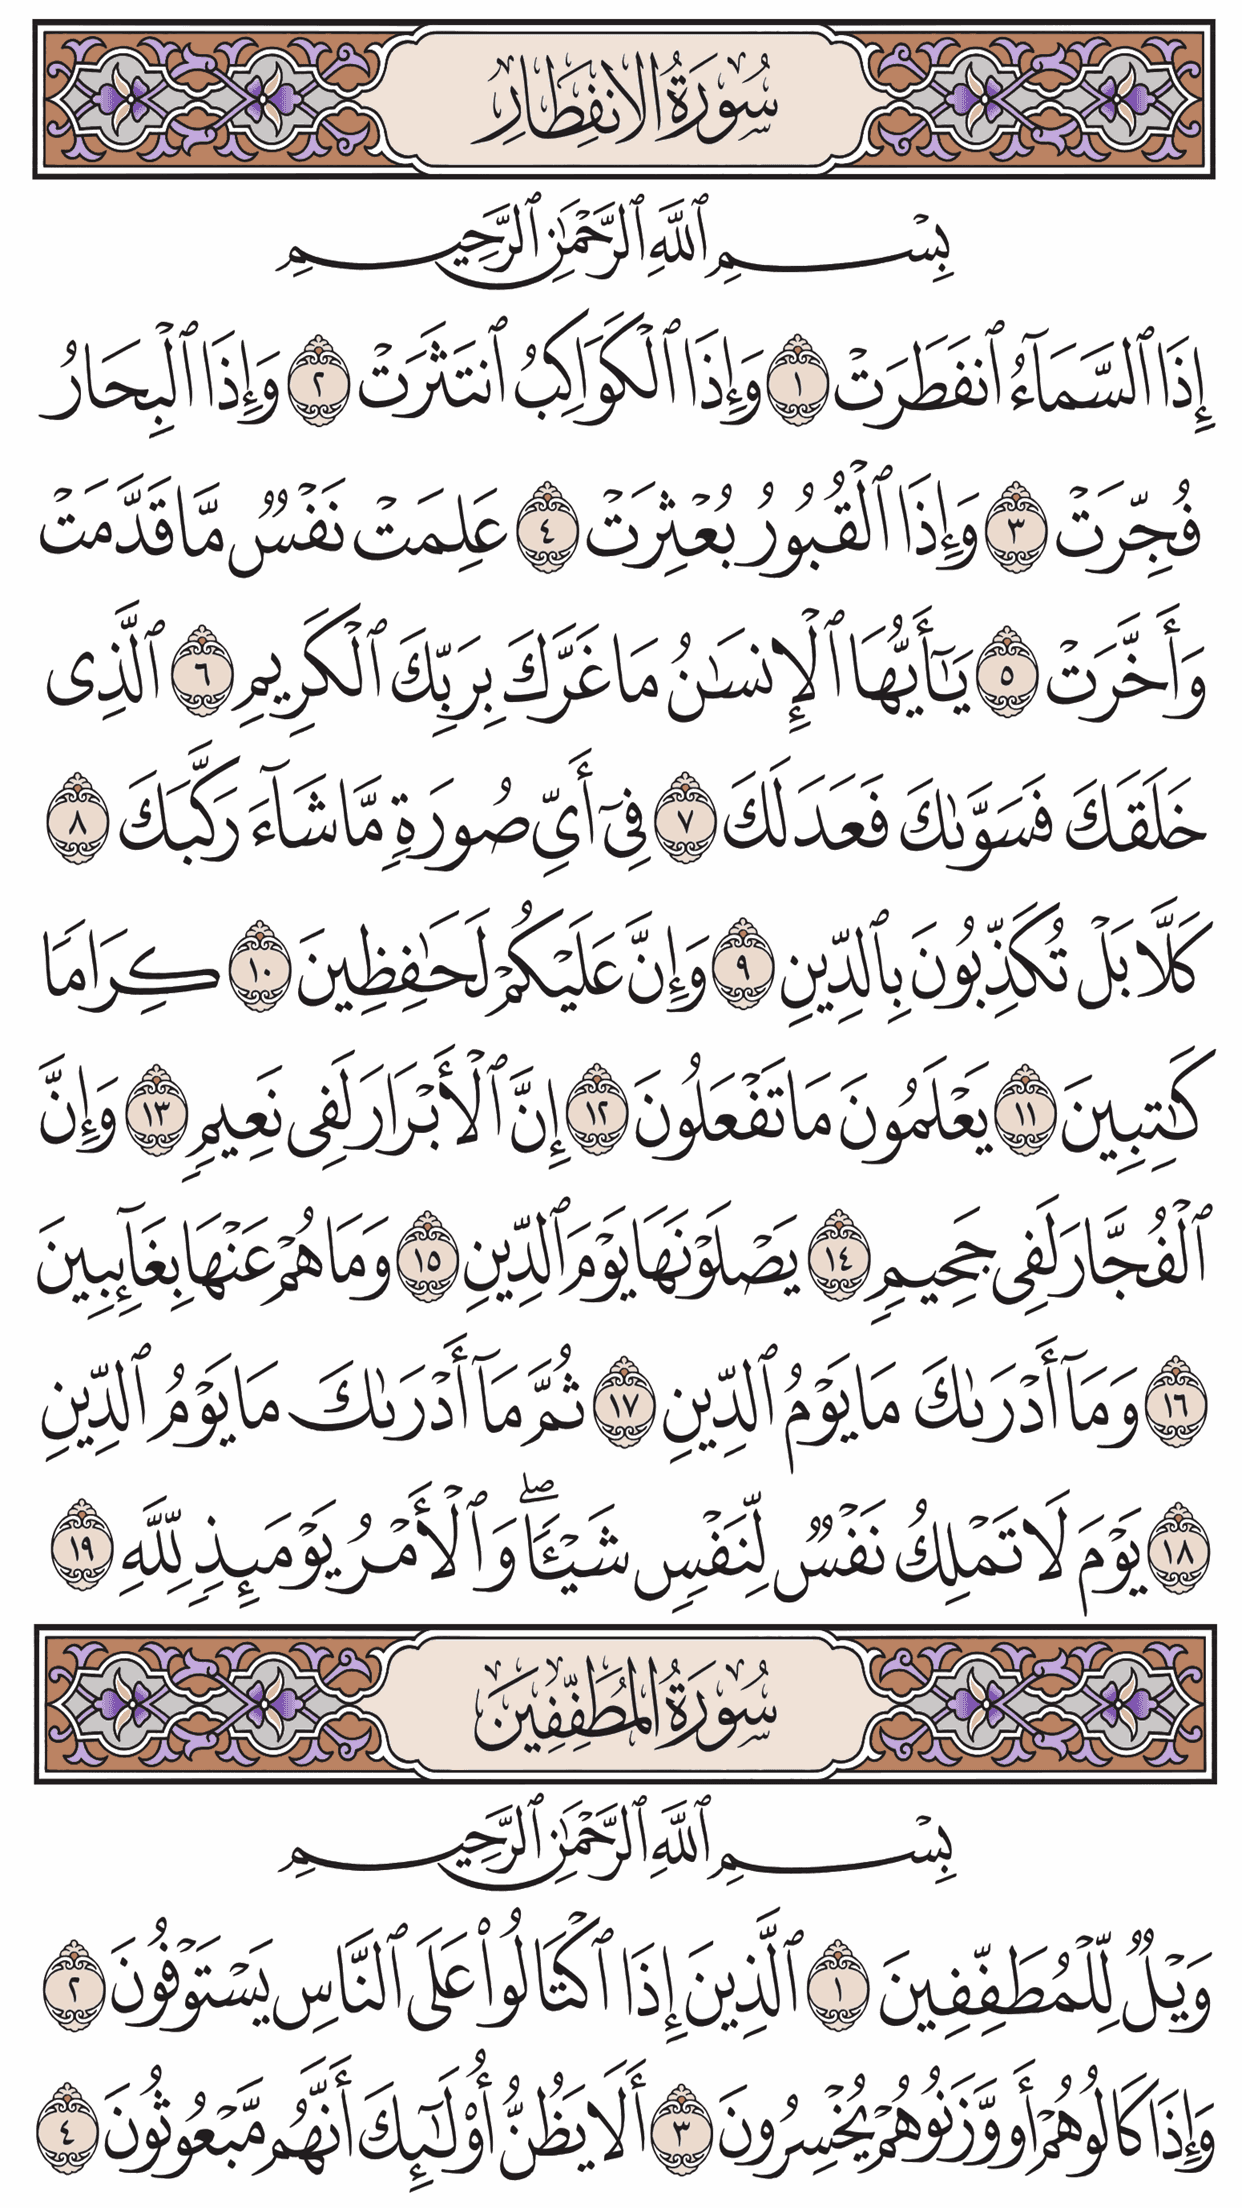 سُورَةُ الانفِطَارِ
بِسْمِ ٱللَّهِ ٱلرَّحْمَٰنِ ٱلرَّحِيمِ
إِذَا ٱلسَّمَآءُ ٱنفَطَرَتْ ١ وَإِذَا ٱلْكَوَاكِبُ ٱنتَثَرَتْ ٢ وَإِذَا ٱلْبِحَارُ
فُجِّرَتْ ٣ وَإِذَا ٱلْقُبُورُ بُعْثِرَتْ ٤ عَلِمَتْ نَفْسٌ مَّا قَدَّمَتْ
وَأَخَّرَتْ ٥ يَٰٓأَيُّهَا ٱلْإِنسَٰنُ مَا غَرَّكَ بِرَبِّكَ ٱلْكَرِيمِ ٦ ٱلَّذِى
خَلَقَكَ فَسَوَّىٰكَ فَعَدَلَكَ ٧ فِىٓ أَىِّ صُورَةٍ مَّا شَآءَ رَكَّبَكَ ٨
كَلَّا بَلْ تُكَذِّبُونَ بِٱلدِّينِ ٩ وَإِنَّ عَلَيْكُمْ لَحَٰفِظِينَ ١٠ كِرَامًا
كَٰتِبِينَ ١١ يَعْلَمُونَ مَا تَفْعَلُونَ ١٢ إِنَّ ٱلْأَبْرَارَ لَفِى نَعِيمٍ ١٣ وَإِنَّ
ٱلْفُجَّارَ لَفِى جَحِيمٍ ١٤ يَصْلَوْنَهَا يَوْمَ ٱلدِّينِ ١٥ وَمَا هُمْ عَنْهَا بِغَآئِبِينَ
١٦ وَمَآ أَدْرَىٰكَ مَا يَوْمُ ٱلدِّينِ ١٧ ثُمَّ مَآ أَدْرَىٰكَ مَا يَوْمُ ٱلدِّينِ
١٨ يَوْمَ لَا تَمْلِكُ نَفْسٌ لِّنَفْسٍ شَيْـًٔا ۖ وَٱلْأَمْرُ يَوْمَئِذٍ لِّلَّهِ ١٩
سُورَةُ المُطَفِّفِينَ
بِسْمِ ٱللَّهِ ٱلرَّحْمَٰنِ ٱلرَّحِيمِ
وَيْلٌ لِّلْمُطَفِّفِينَ ١ ٱلَّذِينَ إِذَا ٱكْتَالُوا۟ عَلَى ٱلنَّاسِ يَسْتَوْفُونَ ٢
وَإِذَا كَالُوهُمْ أَو وَّزَنُوهُمْ يُخْسِرُونَ ٣ أَلَا يَظُنُّ أُو۟لَٰٓئِكَ أَنَّهُم مَّبْعُوثُونَ ٤